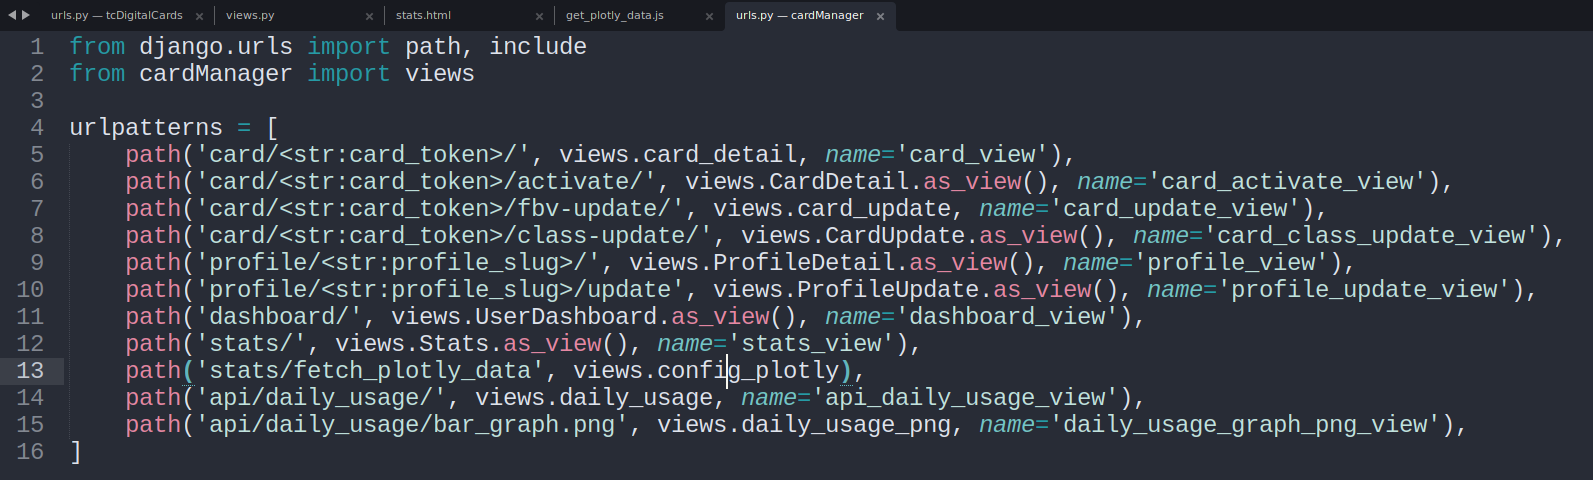 urls.py — tcDigitalCards × views.py × stats.html × get_plotly_data.js × urls.py — cardManager ×
1 from django.urls import path, include
2 from cardManager import views
3
4 urlpatterns = [
5     path('card/<str:card_token>/', views.card_detail, name='card_view'),
6     path('card/<str:card_token>/activate/', views.CardDetail.as_view(), name='card_activate_view'),
7     path('card/<str:card_token>/fbv-update/', views.card_update, name='card_update_view'),
8     path('card/<str:card_token>/class-update/', views.CardUpdate.as_view(), name='card_class_update_view'),
9     path('profile/<str:profile_slug>/', views.ProfileDetail.as_view(), name='profile_view'),
10     path('profile/<str:profile_slug>/update', views.ProfileUpdate.as_view(), name='profile_update_view'),
11     path('dashboard/', views.UserDashboard.as_view(), name='dashboard_view'),
12     path('stats/', views.Stats.as_view(), name='stats_view'),
13     path('stats/fetch_plotly_data', views.config_plotly),
14     path('api/daily_usage/', views.daily_usage, name='api_daily_usage_view'),
15     path('api/daily_usage/bar_graph.png', views.daily_usage_png, name='daily_usage_graph_png_view'),
16 ]